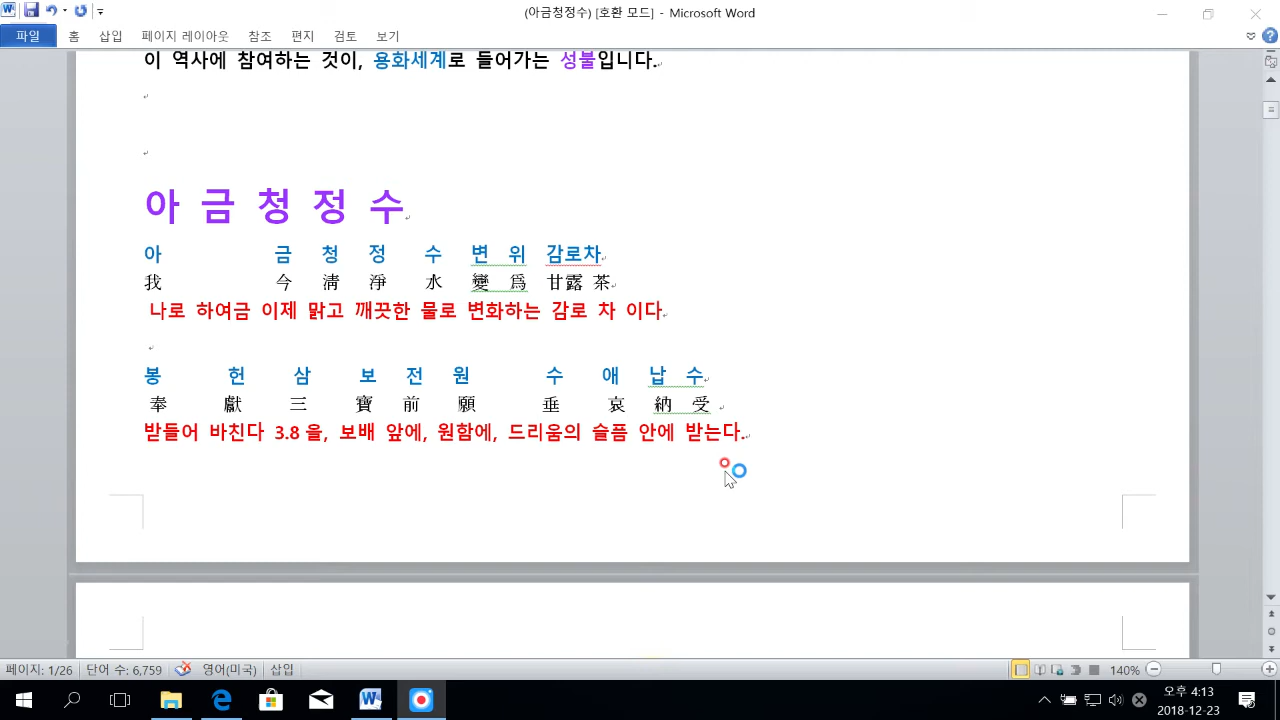 (아금청정수) [호환 모드] - Microsoft Word
파일 홈 삽입 페이지 레이아웃 참조 편지 검토 보기
이 역사에 참여하는 것이, 용화세계로 들어가는 성불입니다.
아 금 청 정 수
아 금 청 정 수 변 위 감로차
我 今 淸 淨 水 變 爲 甘露 茶
나로 하여금 이제 맑고 깨끗한 물로 변화하는 감로 차 이다.
봉 헌 삼 보 전 원 수 애 납 수
奉 獻 三 寶 前 願 垂 哀 納 受
받들어 바친다 3.8 을, 보배 앞에, 원함에, 드리움의 슬픔 안에 받는다.
페이지: 1/26 단어 수: 6,759 영어(미국) 삽입 140%
오후 4:13
2018-12-23